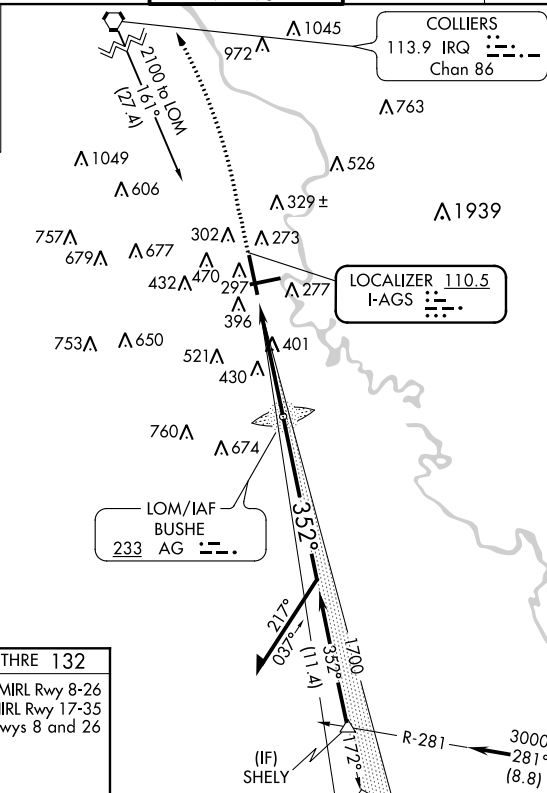 COLLIERS
113.9 IRQ
Chan 86
1045
972
2100 to LOM
161°
(27.4)
763
1049
526
606
329 ±
1939
757
302
273
679
677
470
432
297
277
LOCALIZER 110.5
I-AGS
396
753
650
401
521
430
760
674
LOM/IAF
BUSHE
233 AG
352°
217°
037°
352°
(11.4)
1700
THRE 132
MIRL Rwy 8-26
IRL Rwy 17-35
wys 8 and 26
(IF)
SHELY
172°
R-281
3000
281°
(8.8)